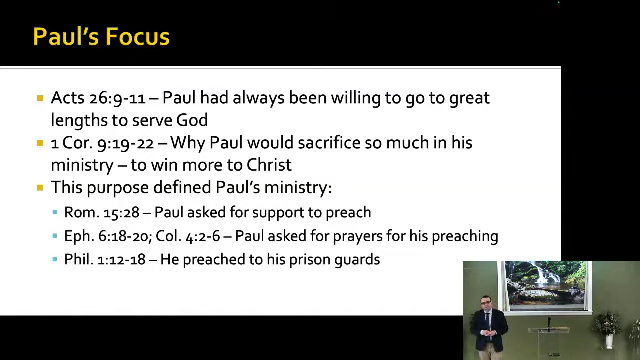 Paul's Focus
Acts 26:9-11 – Paul had always been willing to go to great
lengths to serve God
1 Cor. 9:19-22 – Why Paul would sacrifice so much in his
ministry – to win more to Christ
This purpose defined Paul's ministry:
Rom. 15:28 – Paul asked for support to preach
Eph. 6:18-20; Col. 4:2-6 – Paul asked for prayers for his preaching
Phil. 1:12-18 – He preached to his prison guards